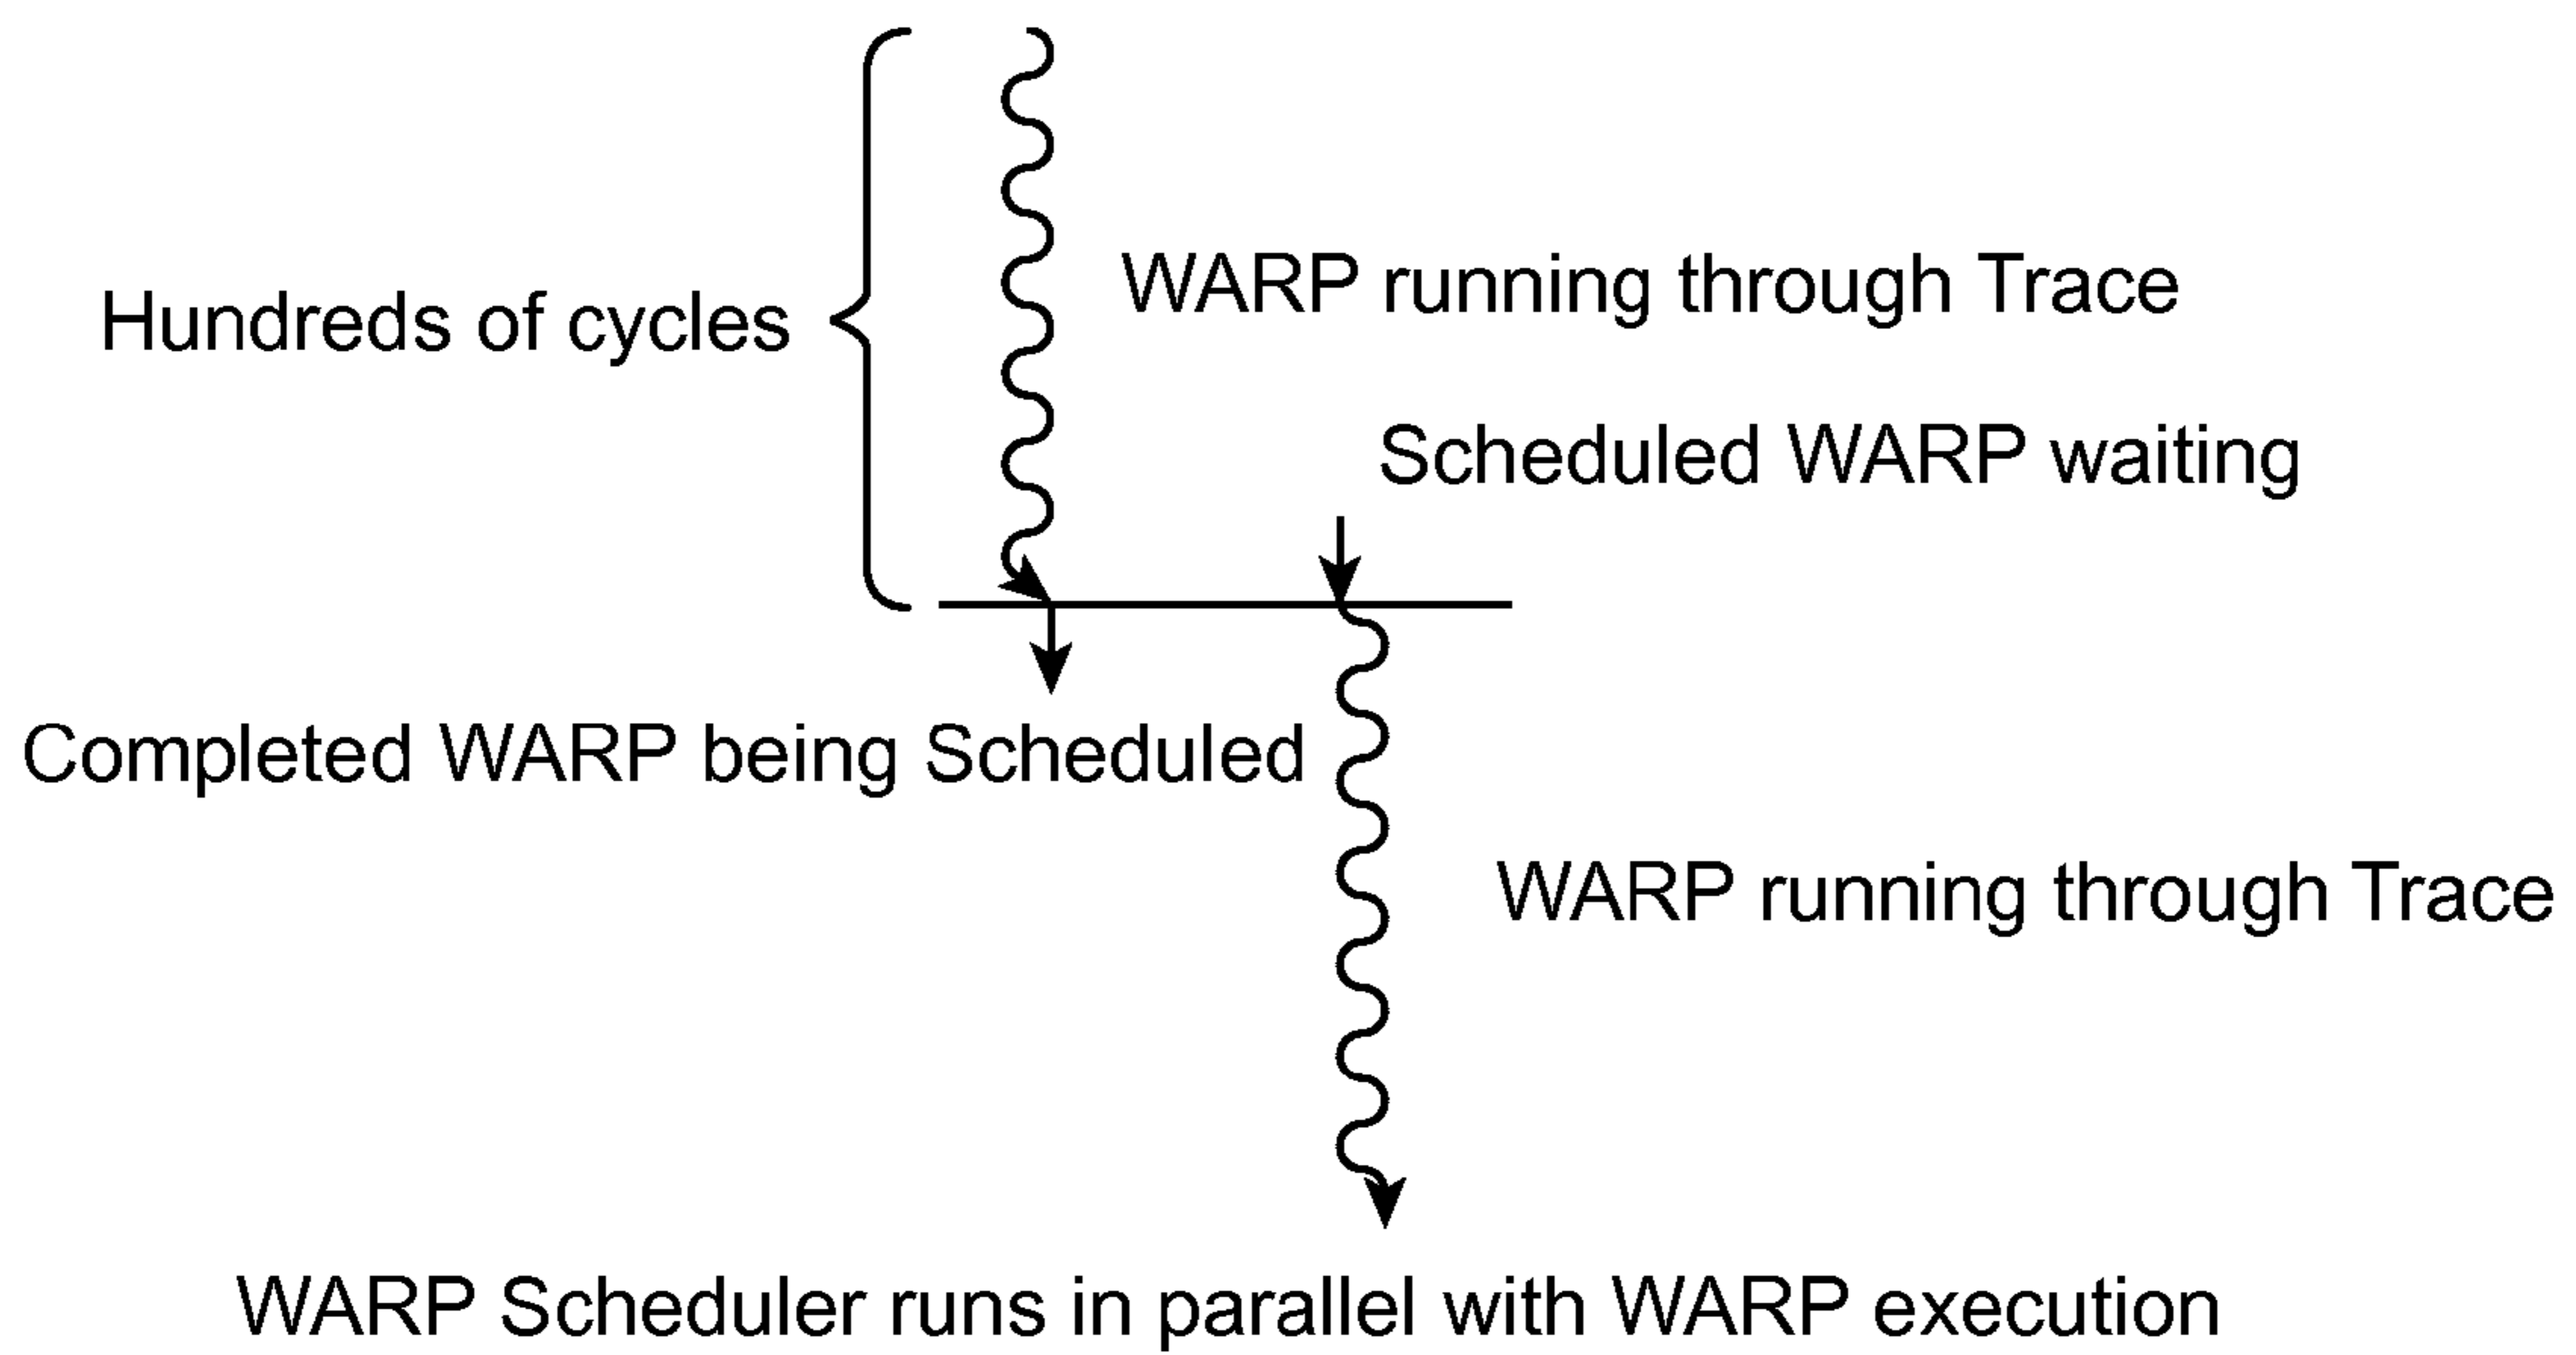 WARP running through Trace
Hundreds of cycles
Scheduled WARP waiting
Completed WARP being Scheduled
WARP running through Trace
WARP Scheduler runs in parallel with WARP execution